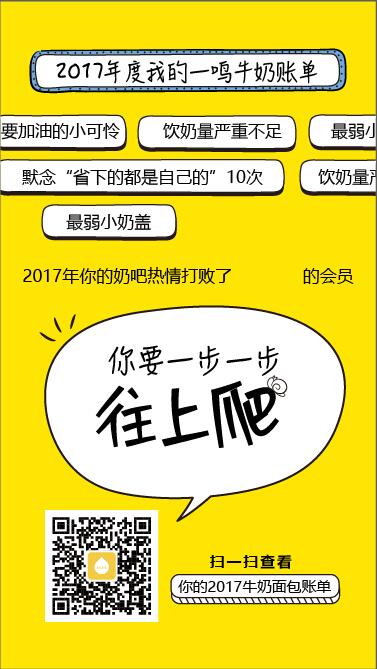 2017年度我的一鸣牛奶账单
要加油的小可怜 饮奶量严重不足 最弱小
默念“省下的都是自己的”10次 饮奶量
最弱小奶盖
2017年你的奶吧热情打败了 的会员
你要一步一步
往上爬
扫一扫查看
你的2017牛奶面包账单